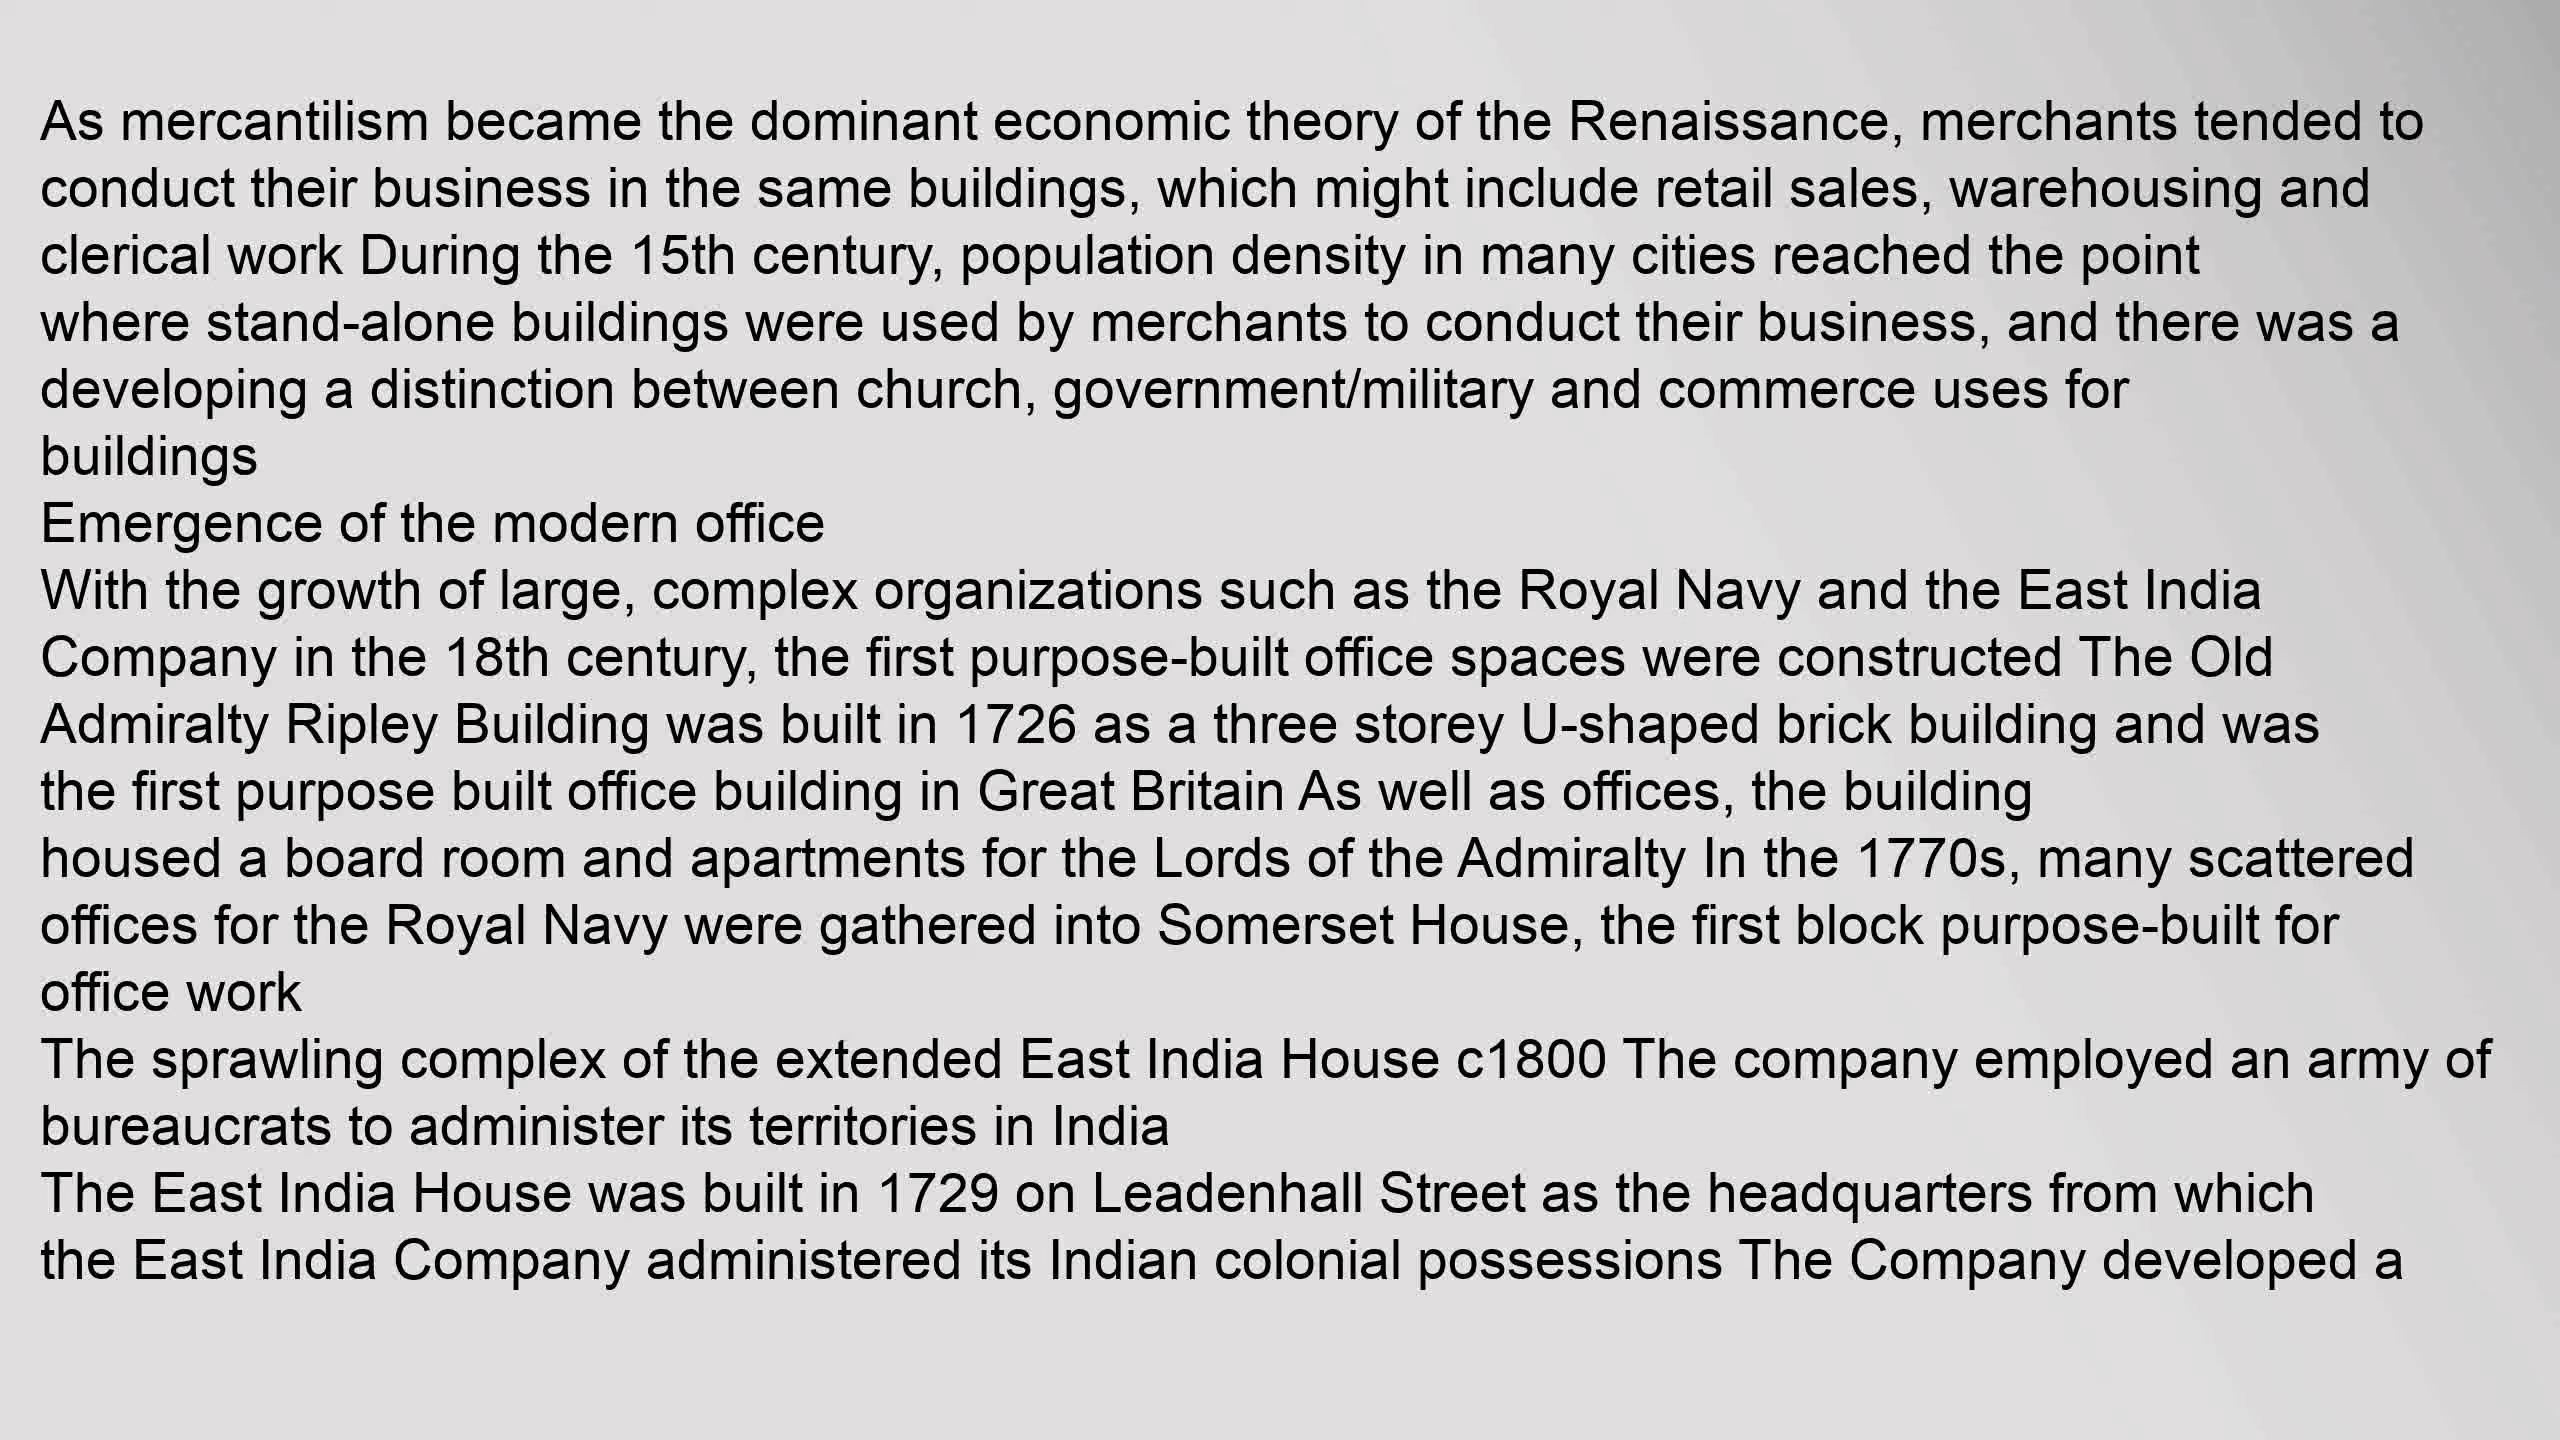 As mercantilism became the dominant economic theory of the Renaissance, merchants tended to
conduct their business in the same buildings, which might include retail sales, warehousing and
clerical work During the 15th century, population density in many cities reached the point
where stand-alone buildings were used by merchants to conduct their business, and there was a
developing a distinction between church, government/military and commerce uses for
buildings
Emergence of the modern office
With the growth of large, complex organizations such as the Royal Navy and the East India
Company in the 18th century, the first purpose-built office spaces were constructed The Old
Admiralty Ripley Building was built in 1726 as a three storey U-shaped brick building and was
the first purpose built office building in Great Britain As well as offices, the building
housed a board room and apartments for the Lords of the Admiralty In the 1770s, many scattered
offices for the Royal Navy were gathered into Somerset House, the first block purpose-built for
office work
The sprawling complex of the extended East India House c1800 The company employed an army of
bureaucrats to administer its territories in India
The East India House was built in 1729 on Leadenhall Street as the headquarters from which
the East India Company administered its Indian colonial possessions The Company developed a